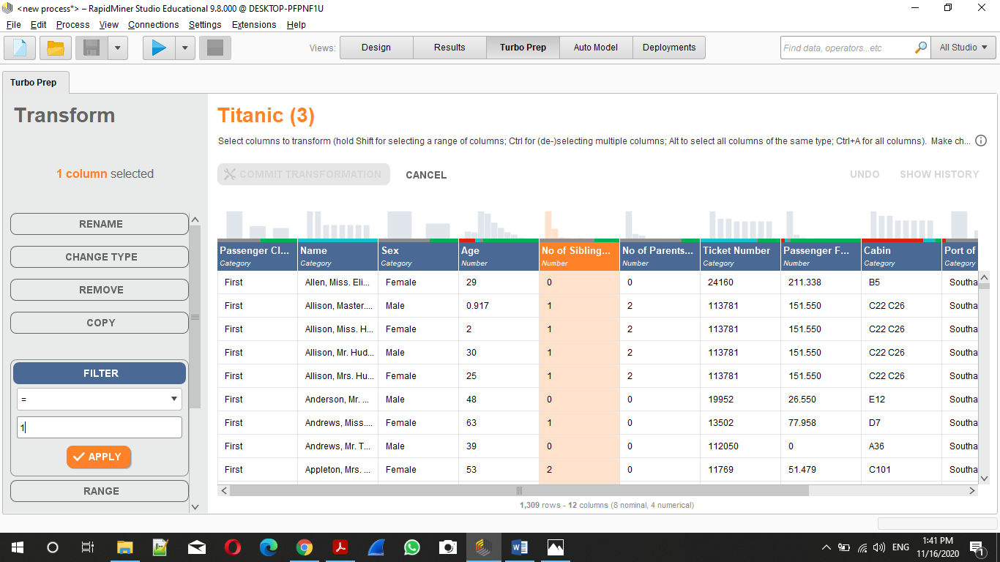 <new process*> – RapidMiner Studio Educational 9.8.000 @ DESKTOP-PFPNF1U
File Edit Process View Connections Settings Extensions Help
Views: Design Results Turbo Prep Auto Model Deployments Find data, operators...etc All Studio
Turbo Prep
Transform
1 column selected
RENAME
CHANGE TYPE
REMOVE
COPY
FILTER
=
1
APPLY
RANGE
Titanic (3)
Select columns to transform (hold Shift for selecting a range of columns; Ctrl for (de-)selecting multiple columns; Alt to select all columns of the same type; Ctrl+A for all columns). Make ch...
COMMIT TRANSFORMATION CANCEL UNDO SHOW HISTORY
Passenger Cl... Name Sex Age No of Sibling... No of Parents... Ticket Number Passenger F... Cabin Port of
Category Category Category Number Number Number Category Number Category Category
First Allen, Miss. Eli... Female 29 0 0 24160 211.338 B5 Southa
First Allison, Master.... Male 0.917 1 2 113781 151.550 C22 C26 Southa
First Allison, Miss. H... Female 2 1 2 113781 151.550 C22 C26 Southa
First Allison, Mr. Hud... Male 30 1 2 113781 151.550 C22 C26 Southa
First Allison, Mrs. Hu... Female 25 1 2 113781 151.550 C22 C26 Southa
First Anderson, Mr. ... Male 48 0 0 19952 26.550 E12 Southa
First Andrews, Miss.... Female 63 1 0 13502 77.958 D7 Southa
First Andrews, Mr. T... Male 39 0 0 112050 0 A36 Southa
First Appleton, Mrs. ... Female 53 2 0 11769 51.479 C101 Southa
1,309 rows - 12 columns (8 nominal, 4 numerical)
ENG 1:41 PM
11/16/2020
1